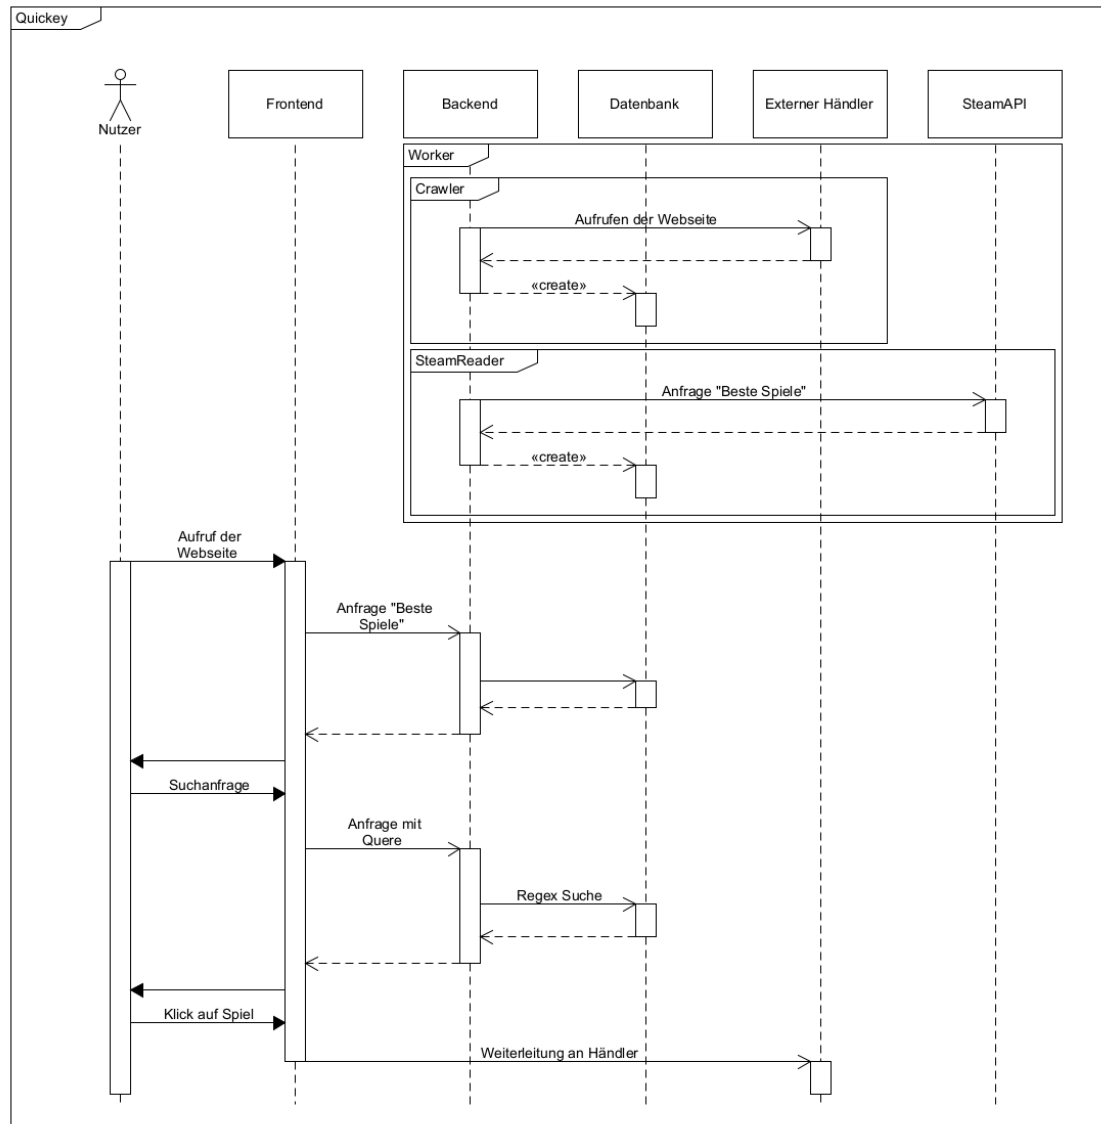 Quickey
Nutzer
Frontend
Backend
Datenbank
Externer Händler
SteamAPI
Worker
Crawler
Aufrufen der Webseite
«create»
SteamReader
Anfrage "Beste Spiele"
«create»
Aufruf der
Webseite
Anfrage "Beste
Spiele"
Suchanfrage
Anfrage mit
Quere
Regex Suche
Klick auf Spiel
Weiterleitung an Händler